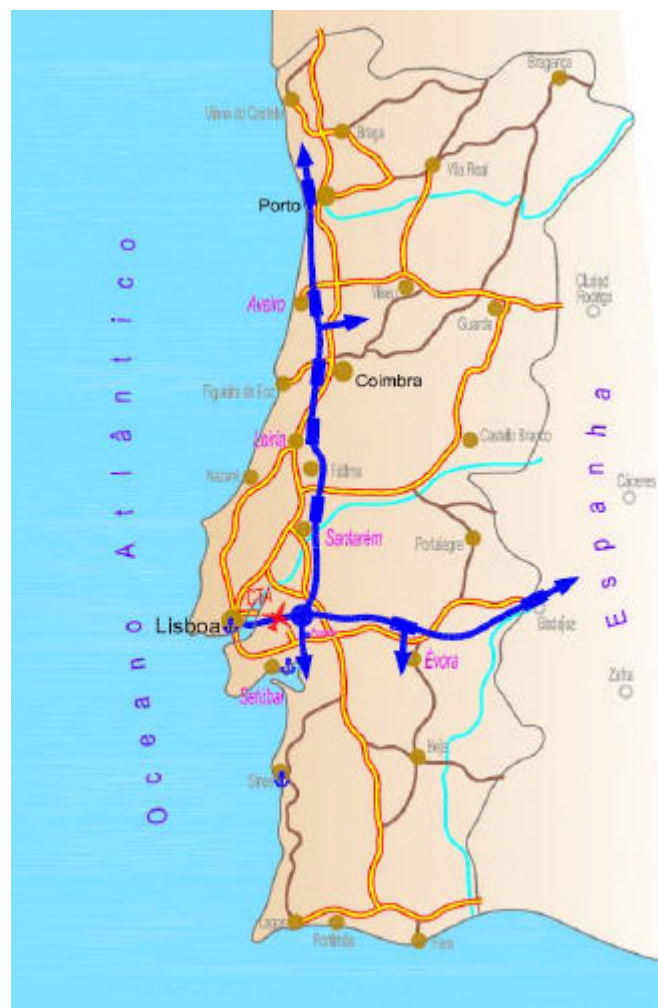 Bragança
Viana do Castelo
Braga
Vila Real
Porto
Ciudad
Rodrigo
Viseu
Aveiro
Guarda
Coimbra
Figueira da Foz
Leiria
Castelo Branco
Fátima
Nazaré
Cáceres
Santarém
Portalegre
CTA
Lisboa
Badajoz
Évora
Setúbal
Zafra
Beja
Sines
Lagos
Portimão
Faro
Oceano Atlântico
Espanha